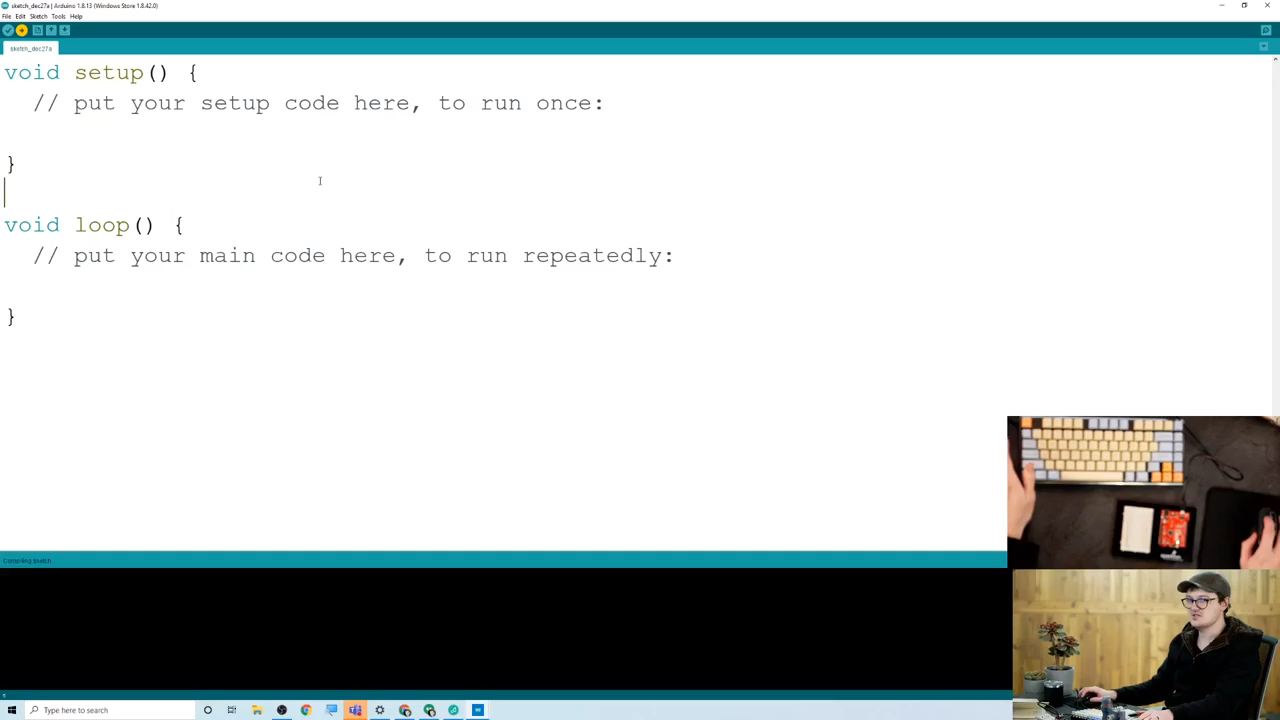 sketch_dec27a | Arduino 1.8.13 (Windows Store 1.8.42.0)
File Edit Sketch Tools Help
sketch_dec27a
void setup() {
// put your setup code here, to run once:
}
void loop() {
// put your main code here, to run repeatedly:
}
Compiling sketch
Type here to search